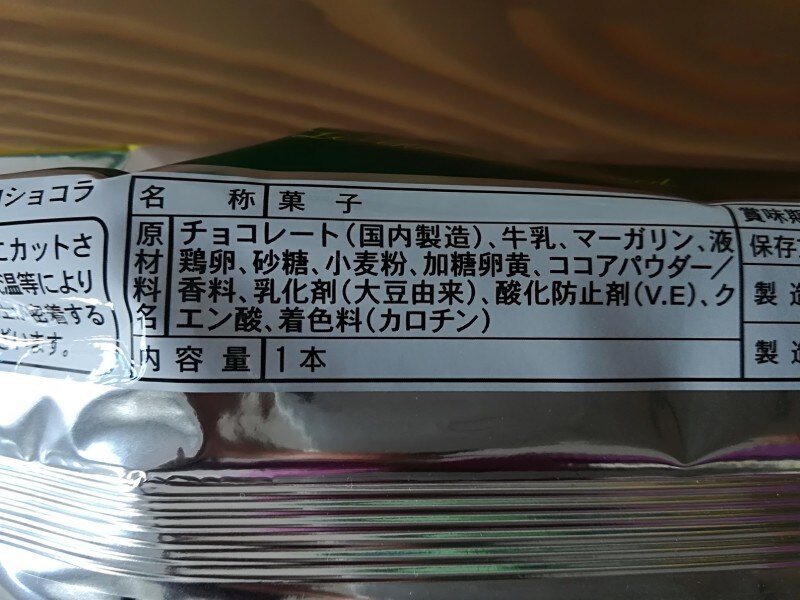 ショコラ
カットさ
温等により
密着する
います。
名称 菓子
原材料名 チョコレート(国内製造)、牛乳、マーガリン、液
鶏卵、砂糖、小麦粉、加糖卵黄、ココアパウダー/
香料、乳化剤(大豆由来)、酸化防止剤(V.E)、ク
エン酸、着色料(カロチン)
内容量 1本
賞味期
保存
製造
製造